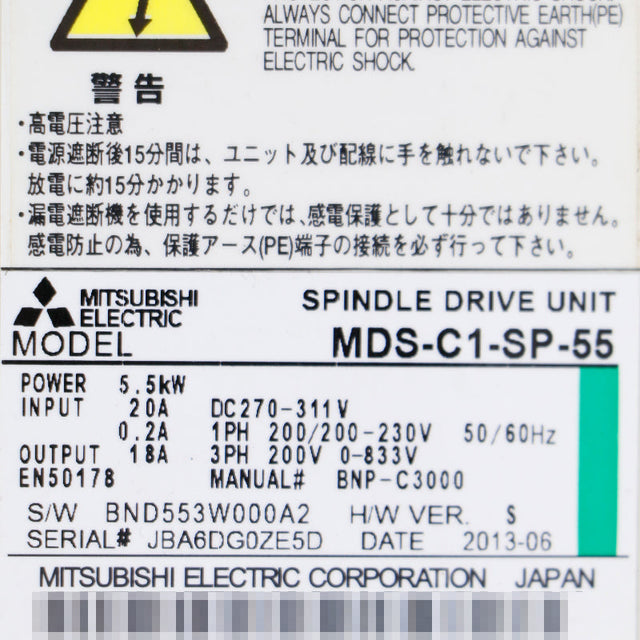 ALWAYS CONNECT PROTECTIVE EARTH(PE)
TERMINAL FOR PROTECTION AGAINST
ELECTRIC SHOCK.
警告
・高電圧注意
・電源遮断後15分間は、ユニット及び配線に手を触れないで下さい。
放電に約15分かかります。
・漏電遮断機を使用するだけでは、感電保護として十分ではありません。
感電防止の為、保護アース(PE)端子の接続を必ず行って下さい。
MITSUBISHI
ELECTRIC
SPINDLE DRIVE UNIT
MODEL MDS-C1-SP-55
POWER 5.5kW
INPUT 20A DC270-311V
0.2A 1PH 200/200-230V 50/60Hz
OUTPUT 18A 3PH 200V 0-833V
EN50178 MANUAL# BNP-C3000
S/W BND553W000A2 H/W VER. S
SERIAL# JBA6DG0ZE5D DATE 2013-06
MITSUBISHI ELECTRIC CORPORATION JAPAN